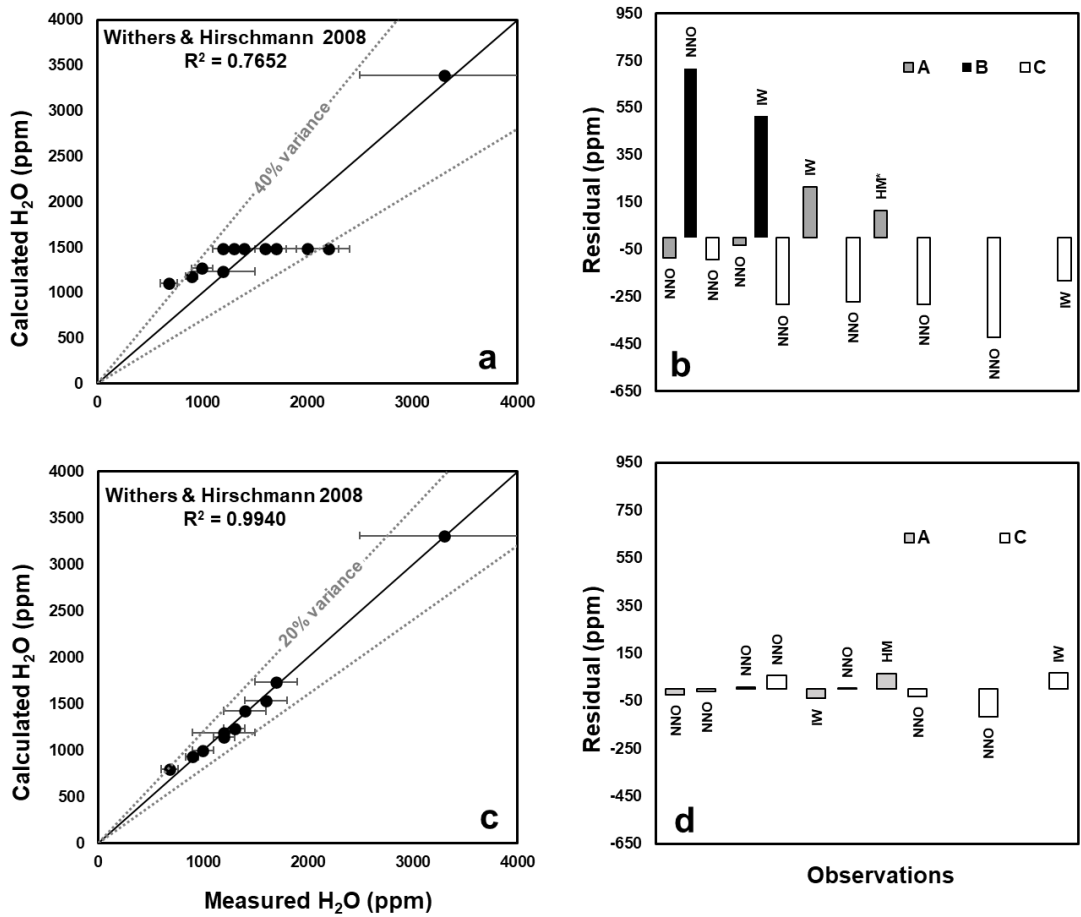 4000
3500
3000
2500
2000
1500
1000
500
0
Calculated H₂O (ppm)
Withers & Hirschmann 2008
R² = 0.7652
40% variance
a
0
1000
2000
3000
4000
950
750
550
350
150
-50
-250
-450
-650
Residual (ppm)
A
B
C
NNO
NNO
NNO
NNO
IW
NNO
IW
NNO
HM*
NNO
NNO
IW
b
4000
3500
3000
2500
2000
1500
1000
500
0
Calculated H₂O (ppm)
Withers & Hirschmann 2008
R² = 0.9940
20% variance
c
0
1000
2000
3000
4000
Measured H₂O (ppm)
950
750
550
350
150
-50
-250
-450
-650
Residual (ppm)
A
C
NNO
NNO
NNO
NNO
IW
NNO
HM
NNO
NNO
IW
d
Observations